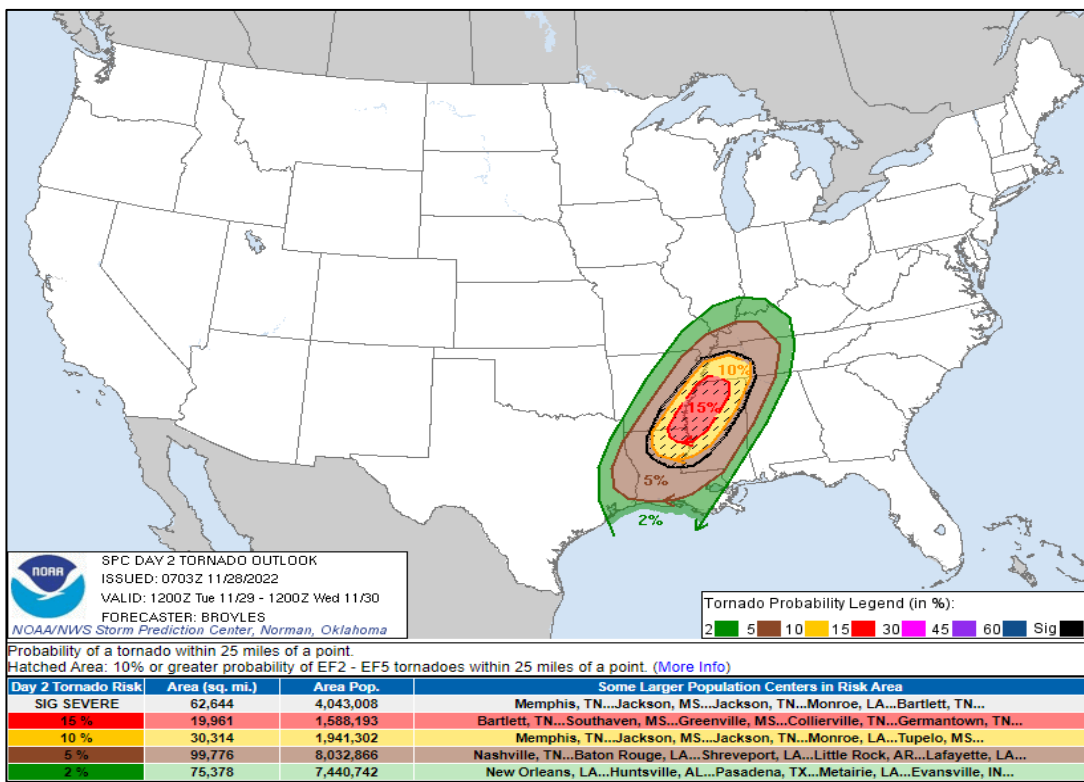 10%
15%
5%
2%
NOAA
SPC DAY 2 TORNADO OUTLOOK
ISSUED: 0703Z 11/28/2022
VALID: 1200Z Tue 11/29 - 1200Z Wed 11/30
FORECASTER: BROYLES
NOAA/NWS Storm Prediction Center, Norman, Oklahoma
Tornado Probability Legend (in %):
2 5 10 15 30 45 60 Sig
Probability of a tornado within 25 miles of a point.
Hatched Area: 10% or greater probability of EF2 - EF5 tornadoes within 25 miles of a point. (More Info)
Day 2 Tornado Risk Area (sq. mi.) Area Pop. Some Larger Population Centers in Risk Area
SIG SEVERE 62,644 4,043,008 Memphis, TN...Jackson, MS...Jackson, TN...Monroe, LA...Bartlett, TN...
15 % 19,961 1,588,193 Bartlett, TN...Southaven, MS...Greenville, MS...Collierville, TN...Germantown, TN...
10 % 30,314 1,941,302 Memphis, TN...Jackson, MS...Jackson, TN...Monroe, LA...Tupelo, MS...
5 % 99,776 8,032,866 Nashville, TN...Baton Rouge, LA...Shreveport, LA...Little Rock, AR...Lafayette, LA...
2 % 75,378 7,440,742 New Orleans, LA...Huntsville, AL...Pasadena, TX...Metairie, LA...Evansville, IN...